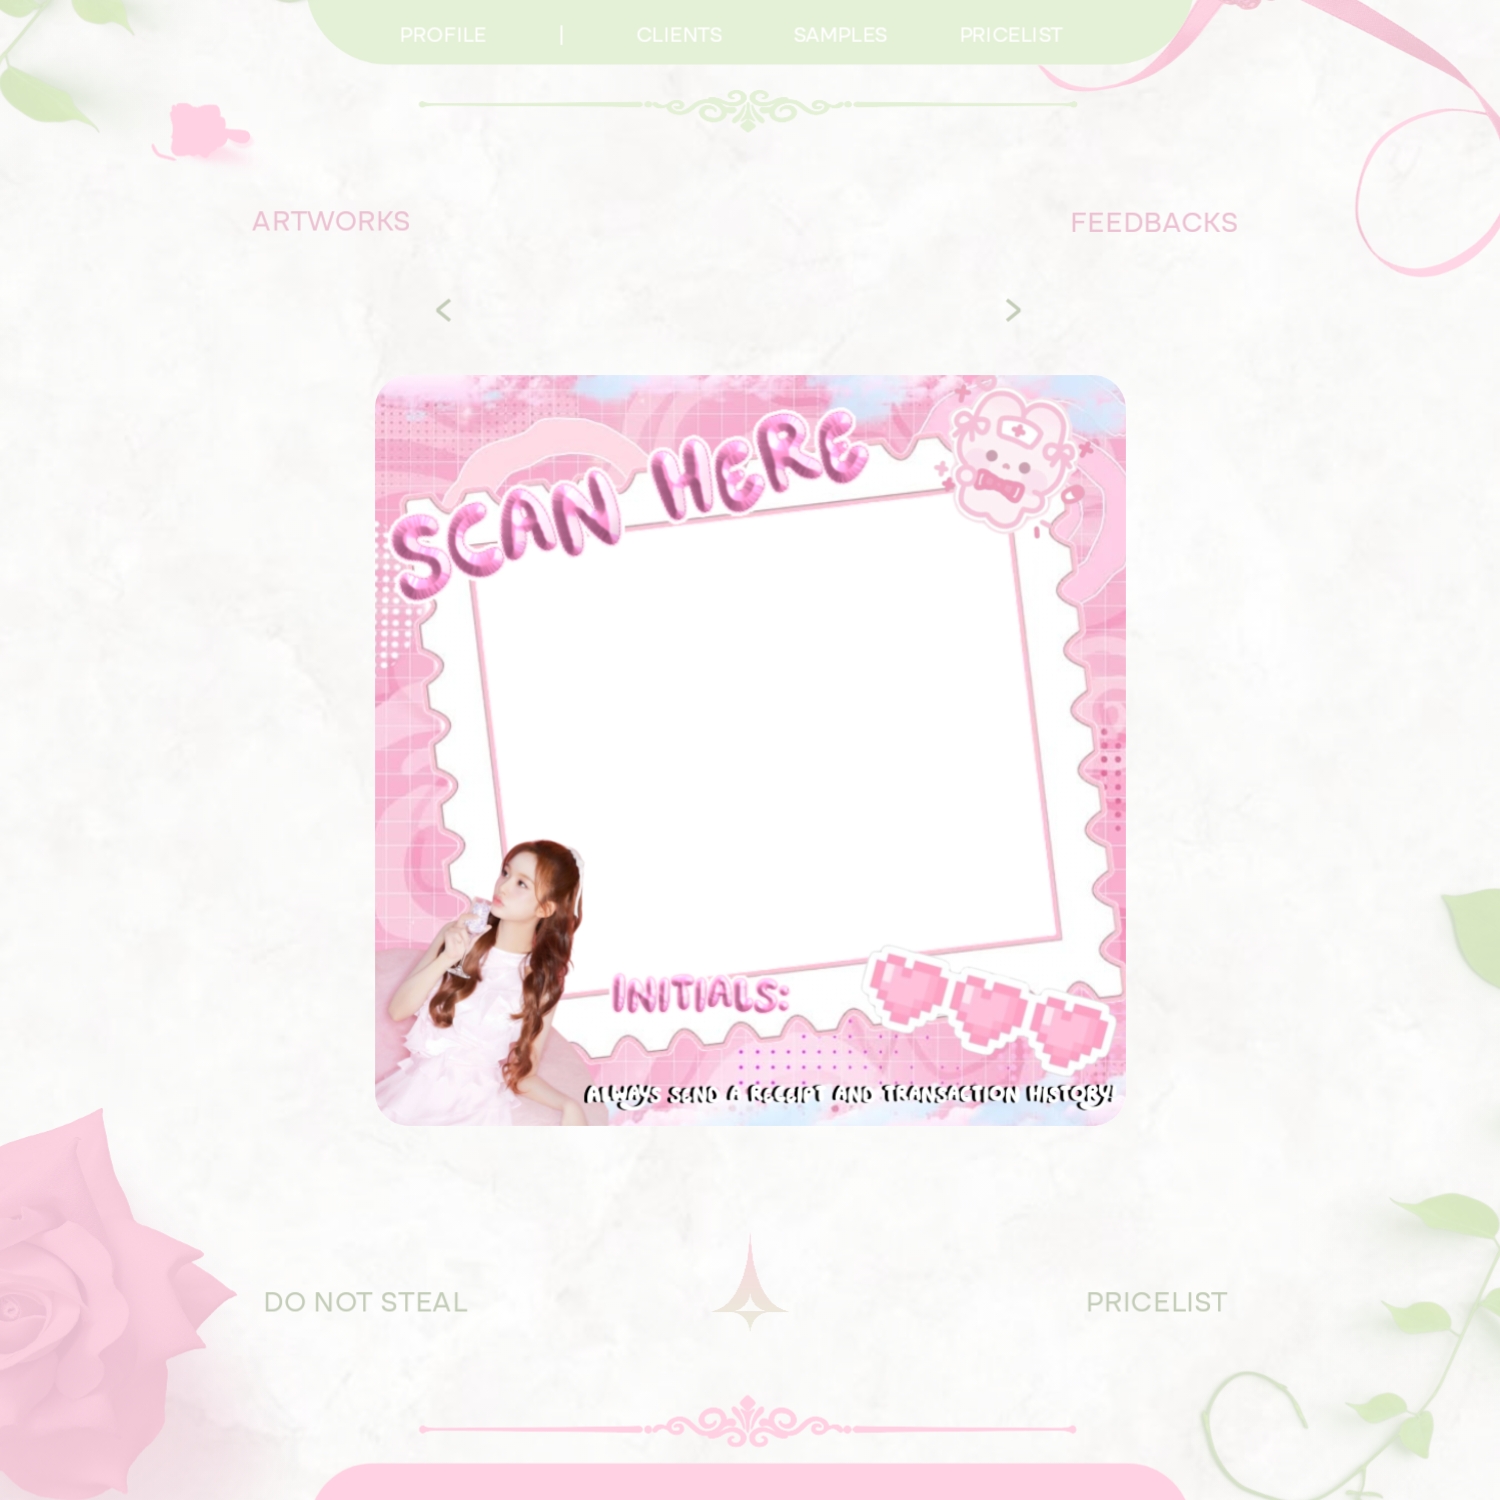 PROFILE | CLIENTS SAMPLES PRICELIST
ARTWORKS FEEDBACKS
< >
SCAN HERE
INITIALS:
ALWAYS SEND A RECEIPT AND TRANSACTION HISTORY!
DO NOT STEAL PRICELIST